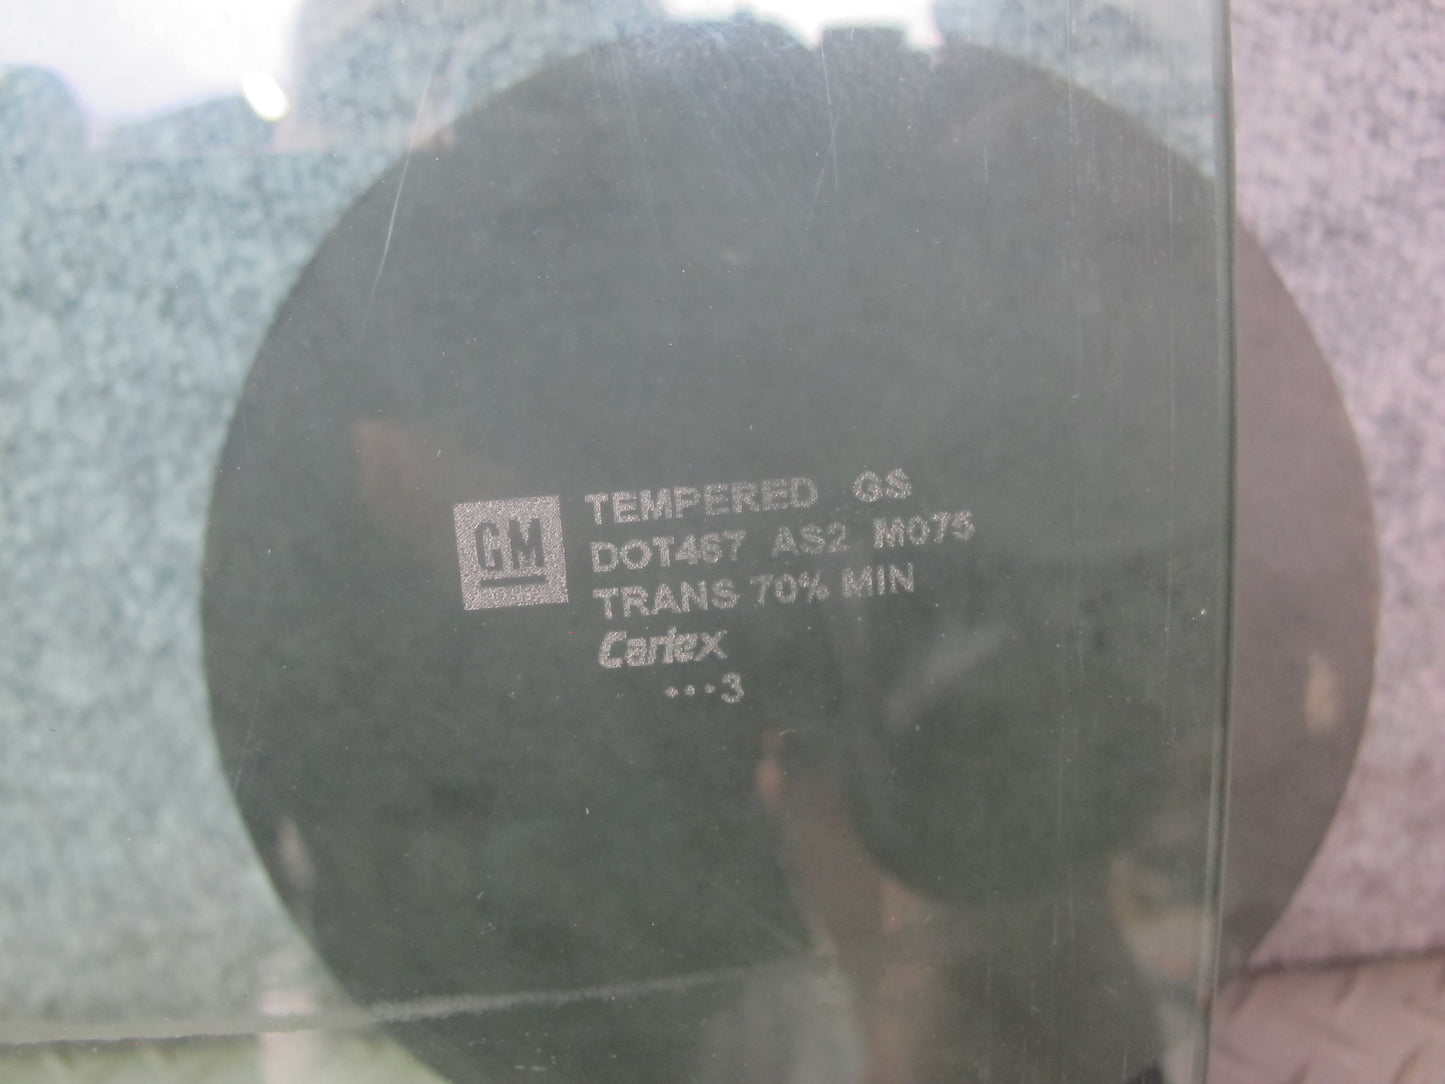 GM
TEMPERED GS
DOT467 AS2 M075
TRANS 70% MIN
Carlex
•••3